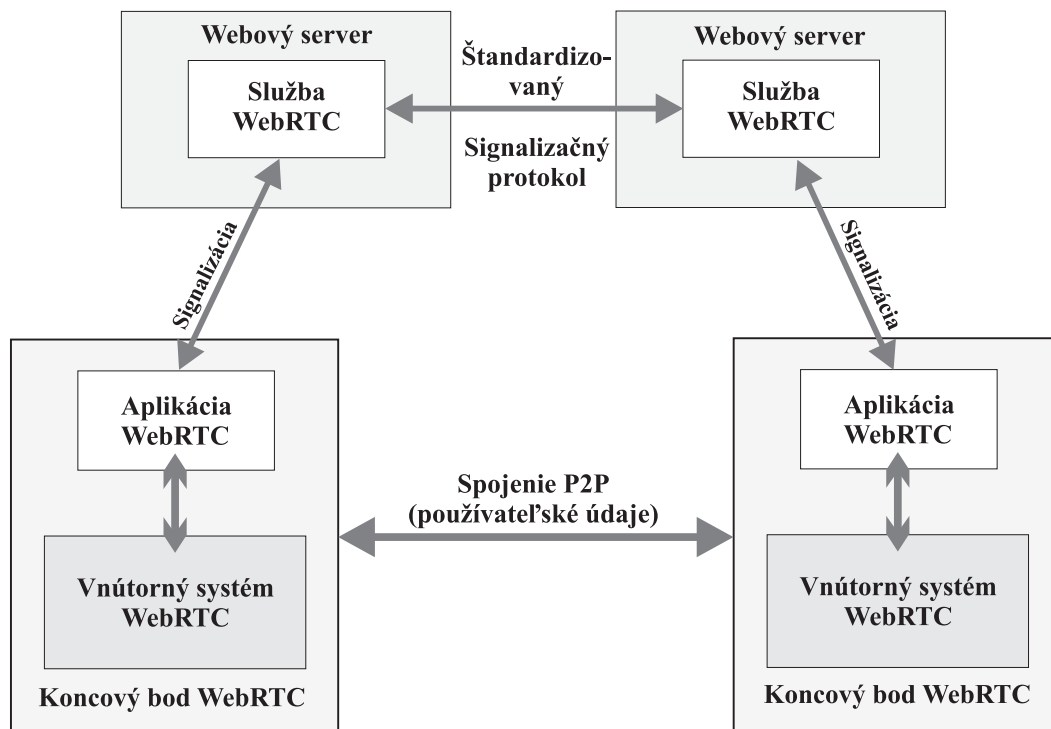 Webový server
Služba
WebRTC
Štandardizo-
vaný
Signalizačný
protokol
Webový server
Služba
WebRTC
Signalizácia
Signalizácia
Aplikácia
WebRTC
Vnútorný systém
WebRTC
Koncový bod WebRTC
Spojenie P2P
(používateľské údaje)
Aplikácia
WebRTC
Vnútorný systém
WebRTC
Koncový bod WebRTC